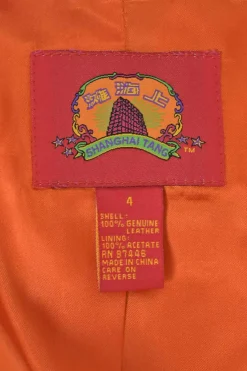 灘海上
SHANGHAI TANG
TM
4
SHELL:
100% GENUINE
LEATHER
LINING:
100% ACETATE
RN 97446
MADE IN CHINA
CARE ON
REVERSE